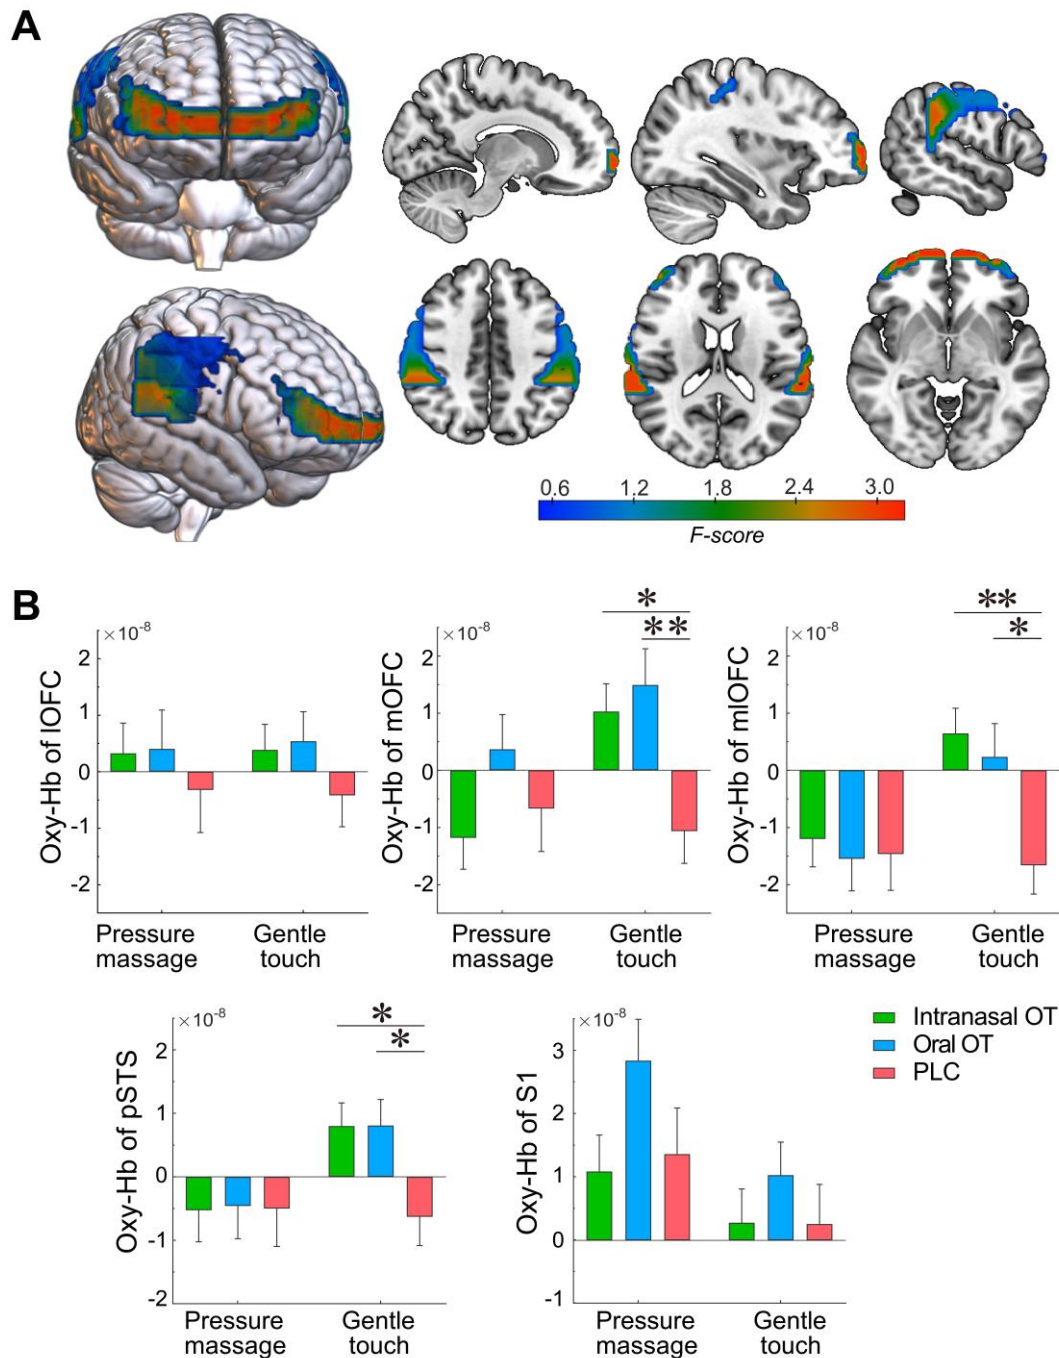 A
0.6 1.2 1.8 2.4 3.0
F-score
B
×10⁻⁸
2
1
0
-1
-2
Oxy-Hb of lOFC
Pressure massage
Gentle touch
×10⁻⁸
2
1
0
-1
-2
Oxy-Hb of mOFC
*
**
Pressure massage
Gentle touch
×10⁻⁸
2
1
0
-1
-2
Oxy-Hb of mlOFC
**
*
Pressure massage
Gentle touch
×10⁻⁸
2
1
0
-1
-2
Oxy-Hb of pSTS
*
*
Pressure massage
Gentle touch
×10⁻⁸
3
2
1
0
-1
Oxy-Hb of S1
Pressure massage
Gentle touch
Intranasal OT
Oral OT
PLC